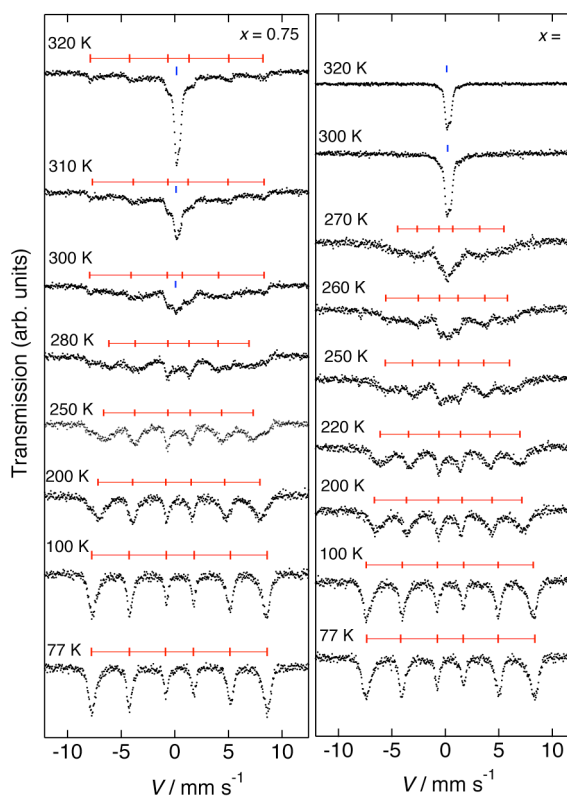 x = 0.75
320 K
310 K
300 K
280 K
250 K
200 K
100 K
77 K
Transmission (arb. units)
-10 -5 0 5 10
V / mm s⁻¹
x =
320 K
300 K
270 K
260 K
250 K
220 K
200 K
100 K
77 K
-10 -5 0 5 10
V / mm s⁻¹